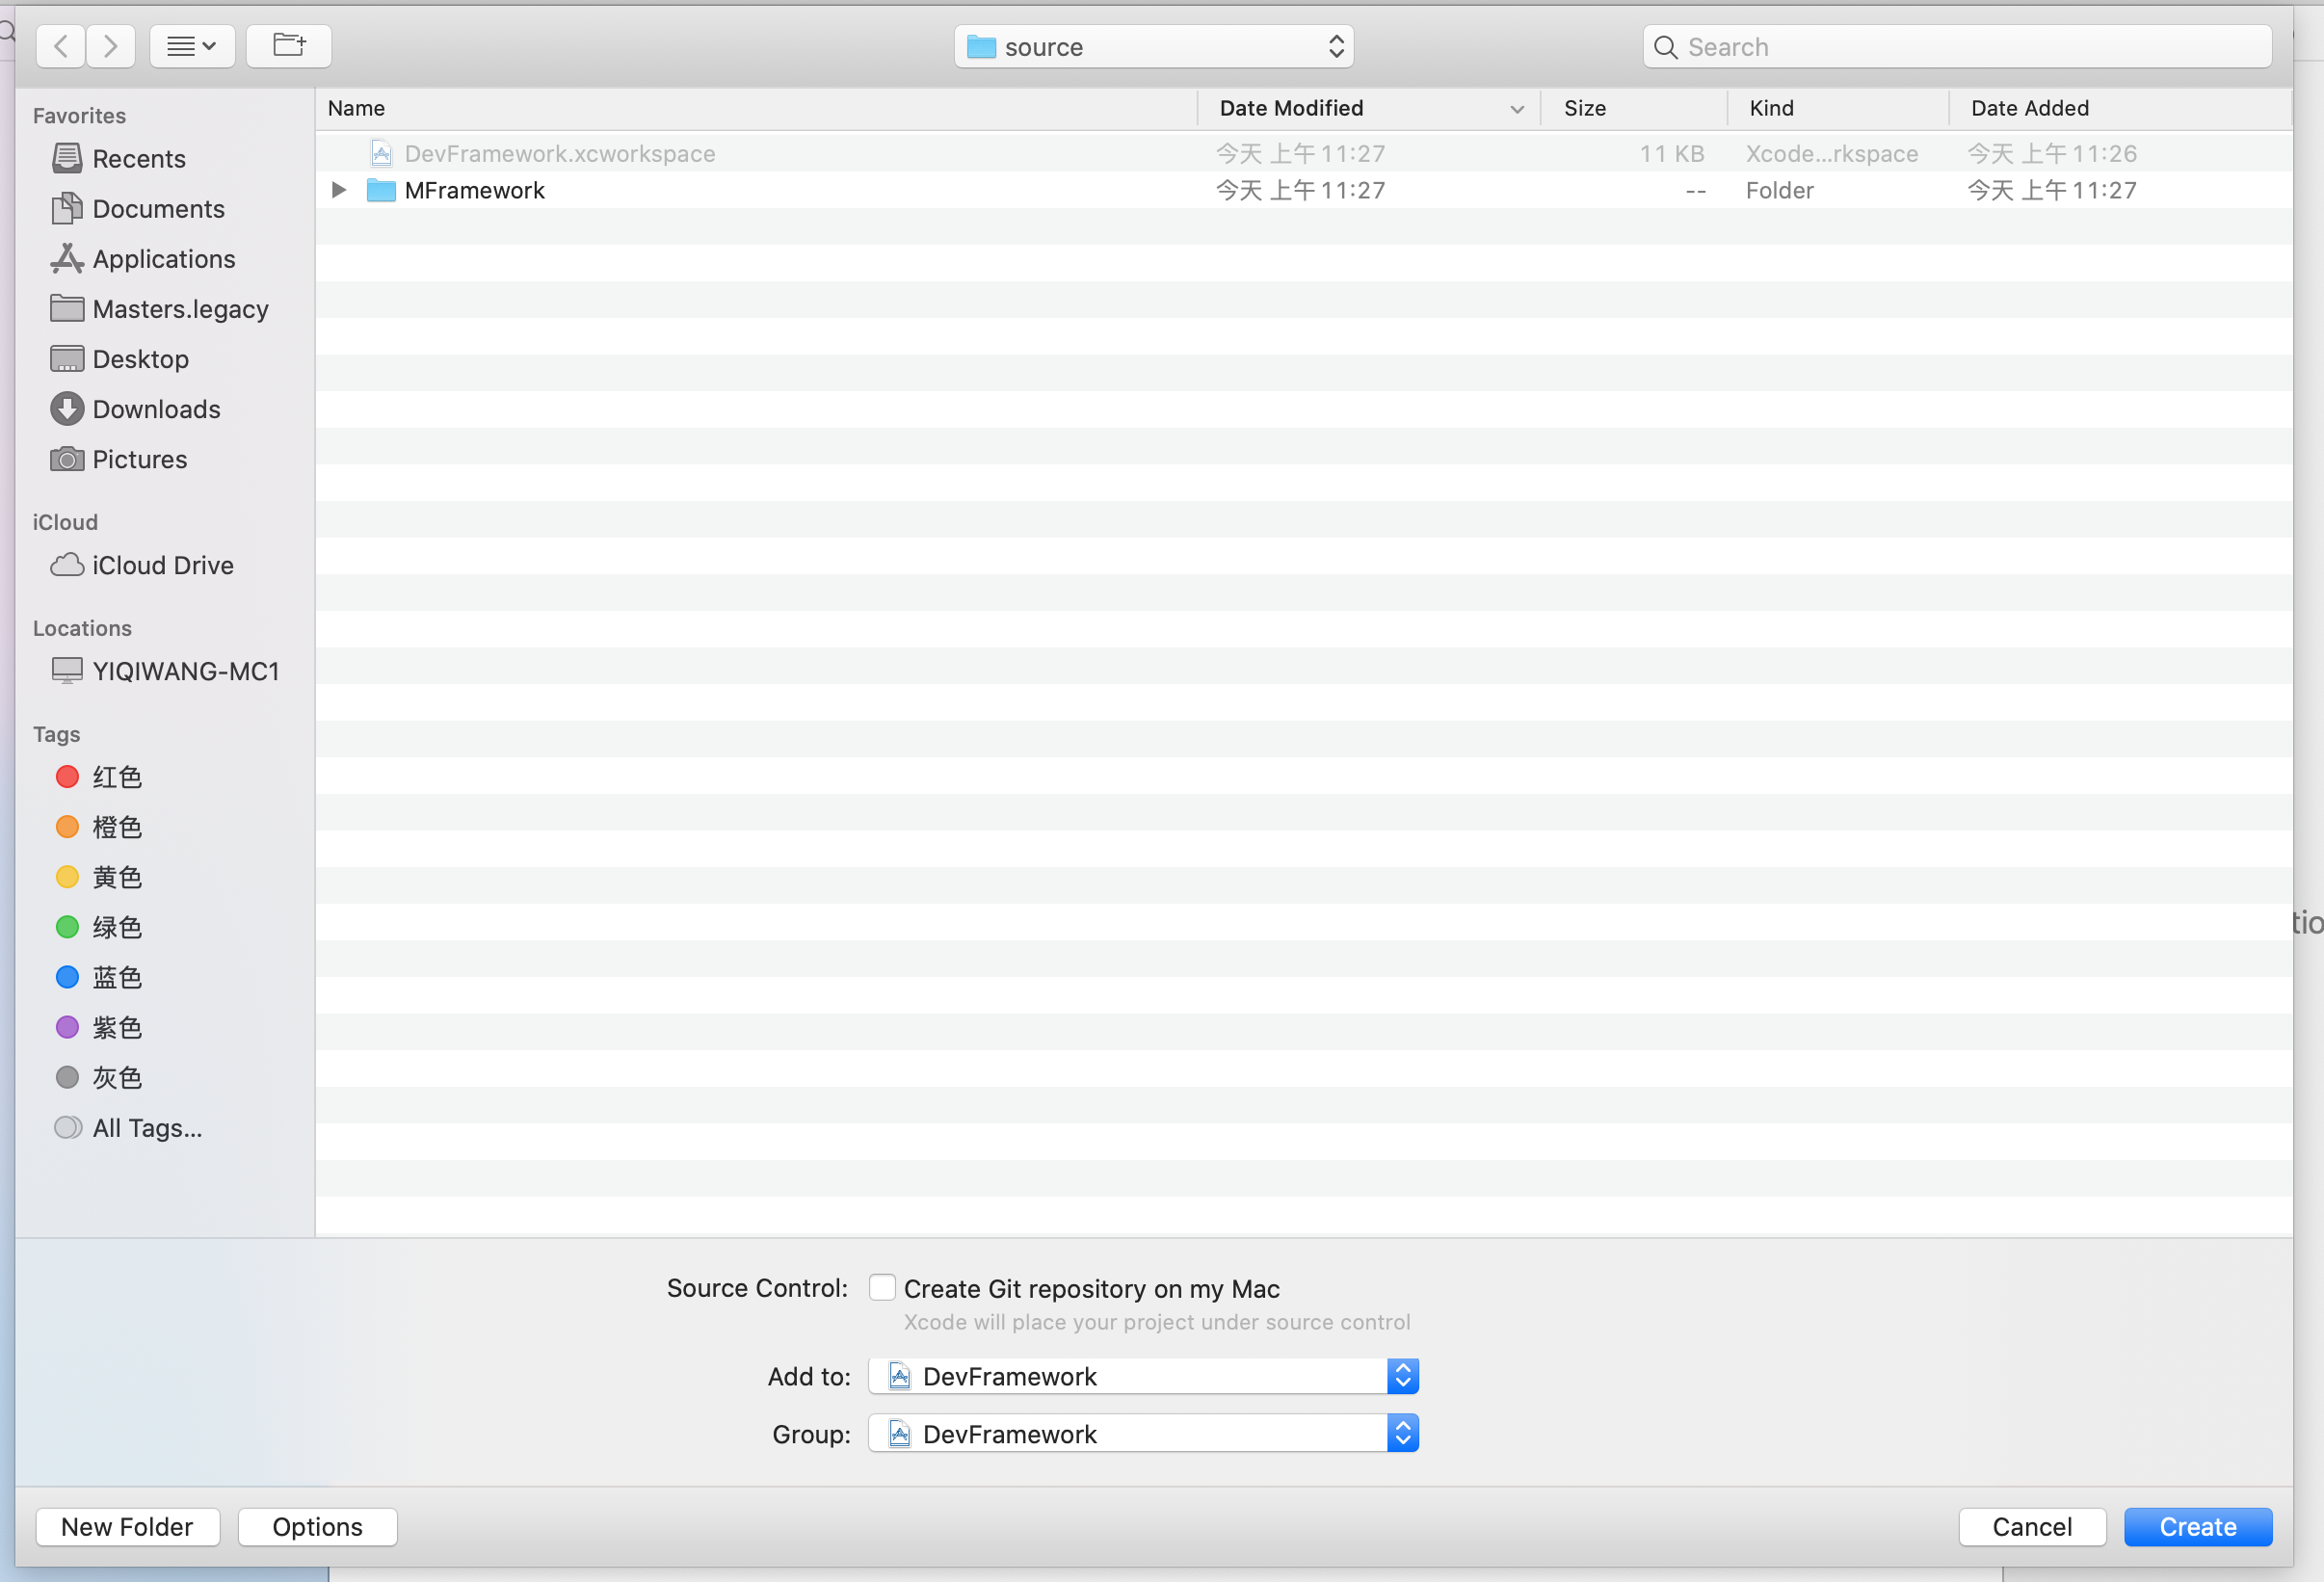 source
Search
Favorites
Recents
Documents
Applications
Masters.legacy
Desktop
Downloads
Pictures
iCloud
iCloud Drive
Locations
YIQIWANG-MC1
Tags
红色
橙色
黄色
绿色
蓝色
紫色
灰色
All Tags...
Name Date Modified Size Kind Date Added
DevFramework.xcworkspace 今天 上午 11:27 11 KB Xcode...rkspace 今天 上午 11:26
MFramework 今天 上午 11:27 -- Folder 今天 上午 11:27
tio
Source Control: Create Git repository on my Mac
Xcode will place your project under source control
Add to: DevFramework
Group: DevFramework
New Folder Options Cancel Create